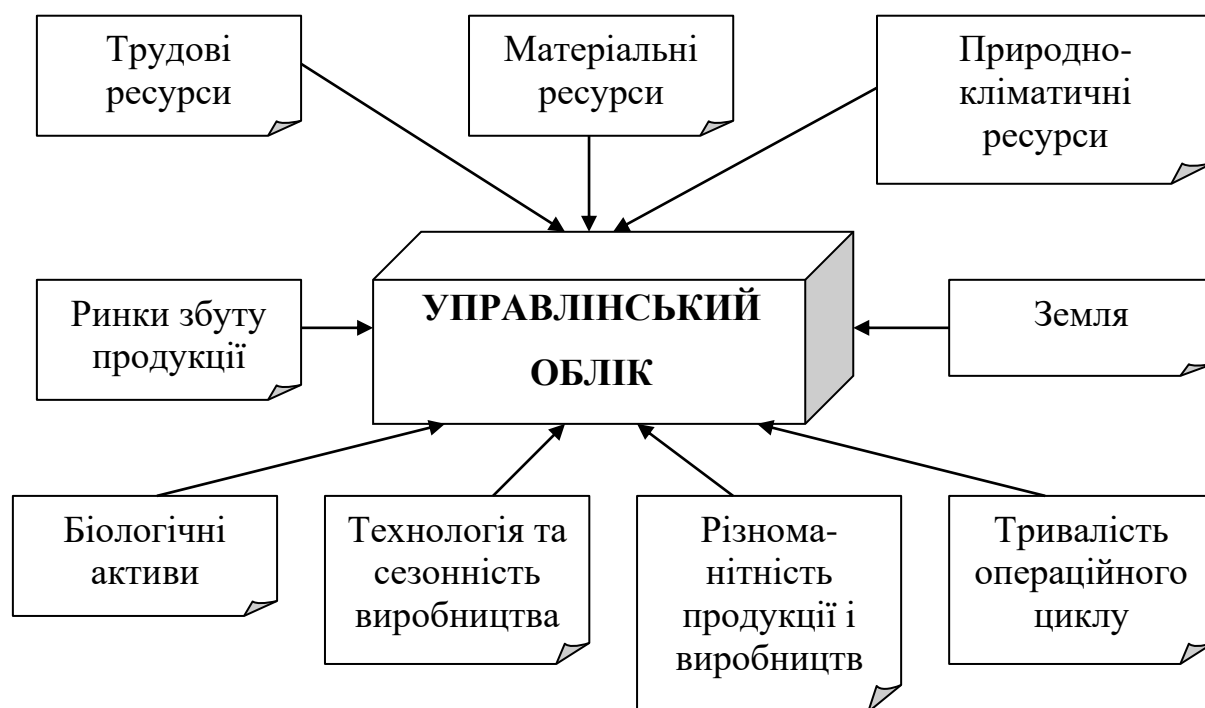 Трудові
ресурси
Матеріальні
ресурси
Природно-
кліматичні
ресурси
Ринки збуту
продукції
УПРАВЛІНСЬКИЙ
ОБЛІК
Земля
Біологічні
активи
Технологія та
сезонність
виробництва
Різнома-
нітність
продукції і
виробництв
Тривалість
операційного
циклу